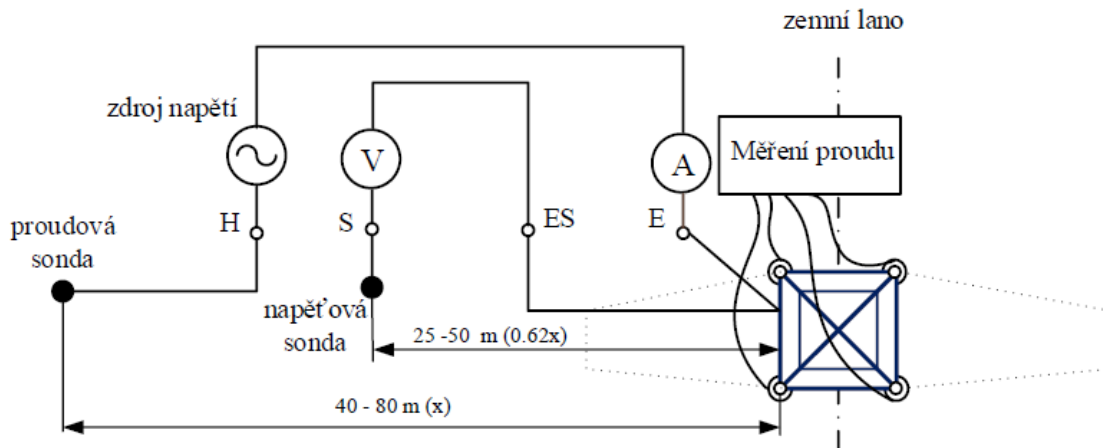 zemní lano
zdroj napětí
V
A
Měření proudu
H
S
ES
E
proudová
sonda
napěťová
sonda
25 -50 m (0.62x)
40 - 80 m (x)